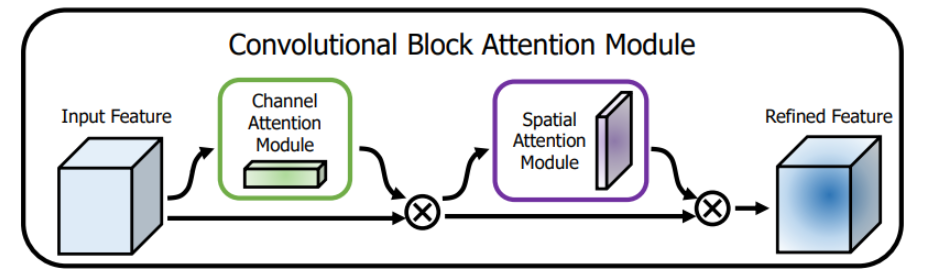 Convolutional Block Attention Module
Input Feature
Channel
Attention
Module
Spatial
Attention
Module
Refined Feature